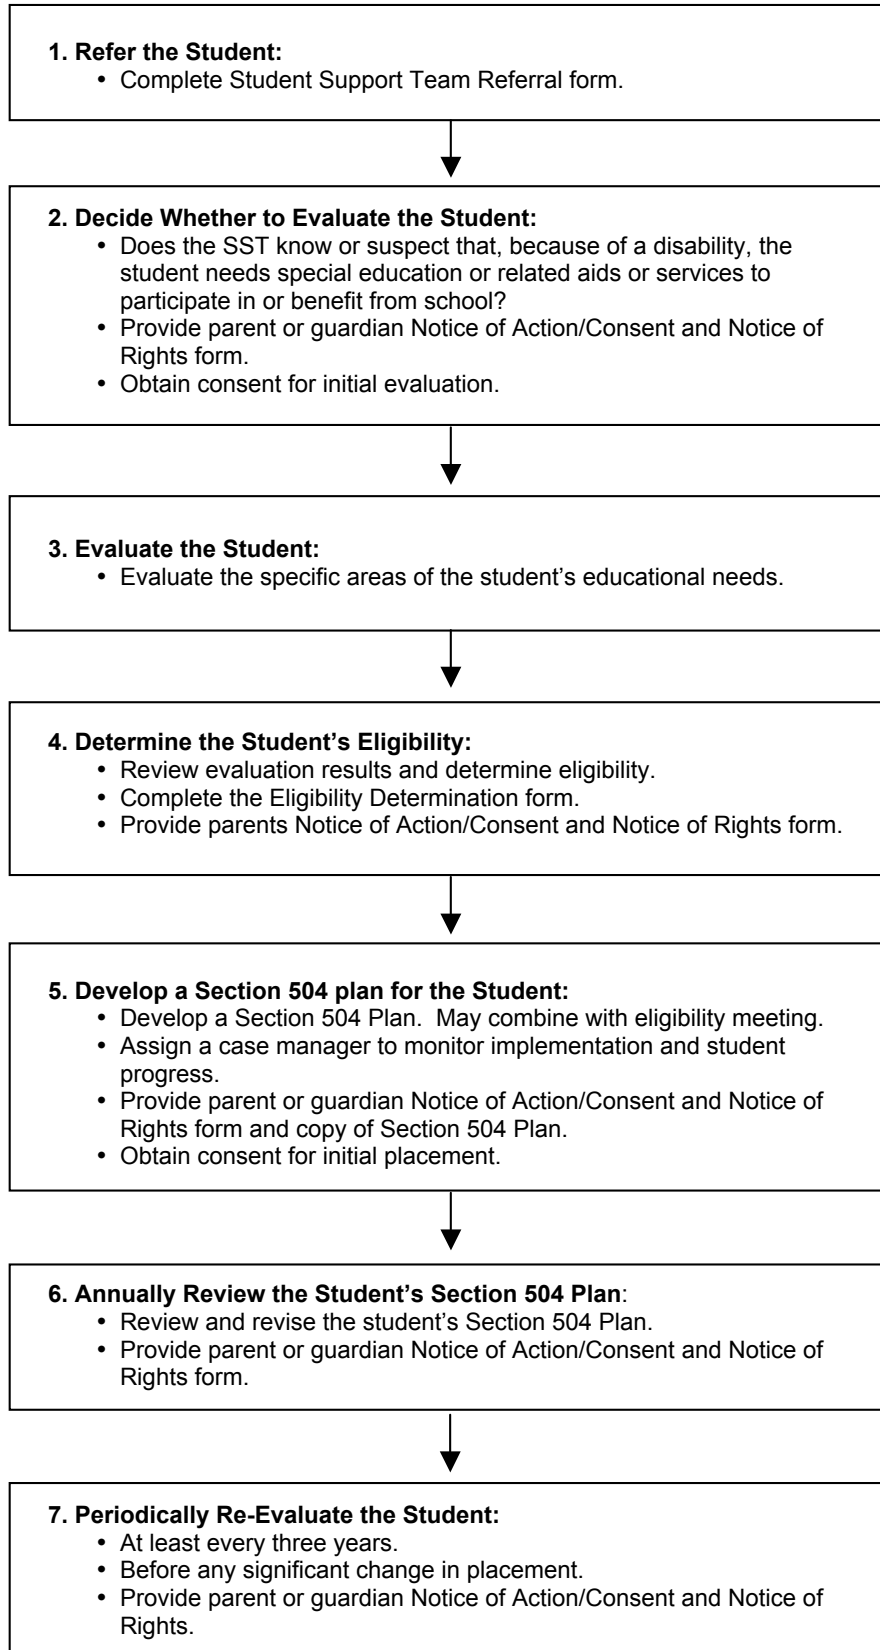 1. Refer the Student:
• Complete Student Support Team Referral form.
2. Decide Whether to Evaluate the Student:
• Does the SST know or suspect that, because of a disability, the
student needs special education or related aids or services to
participate in or benefit from school?
• Provide parent or guardian Notice of Action/Consent and Notice of
Rights form.
• Obtain consent for initial evaluation.
3. Evaluate the Student:
• Evaluate the specific areas of the student’s educational needs.
4. Determine the Student’s Eligibility:
• Review evaluation results and determine eligibility.
• Complete the Eligibility Determination form.
• Provide parents Notice of Action/Consent and Notice of Rights form.
5. Develop a Section 504 plan for the Student:
• Develop a Section 504 Plan.  May combine with eligibility meeting.
• Assign a case manager to monitor implementation and student
progress.
• Provide parent or guardian Notice of Action/Consent and Notice of
Rights form and copy of Section 504 Plan.
• Obtain consent for initial placement.
6. Annually Review the Student’s Section 504 Plan:
• Review and revise the student’s Section 504 Plan.
• Provide parent or guardian Notice of Action/Consent and Notice of
Rights form.
7. Periodically Re-Evaluate the Student:
• At least every three years.
• Before any significant change in placement.
• Provide parent or guardian Notice of Action/Consent and Notice of
Rights.